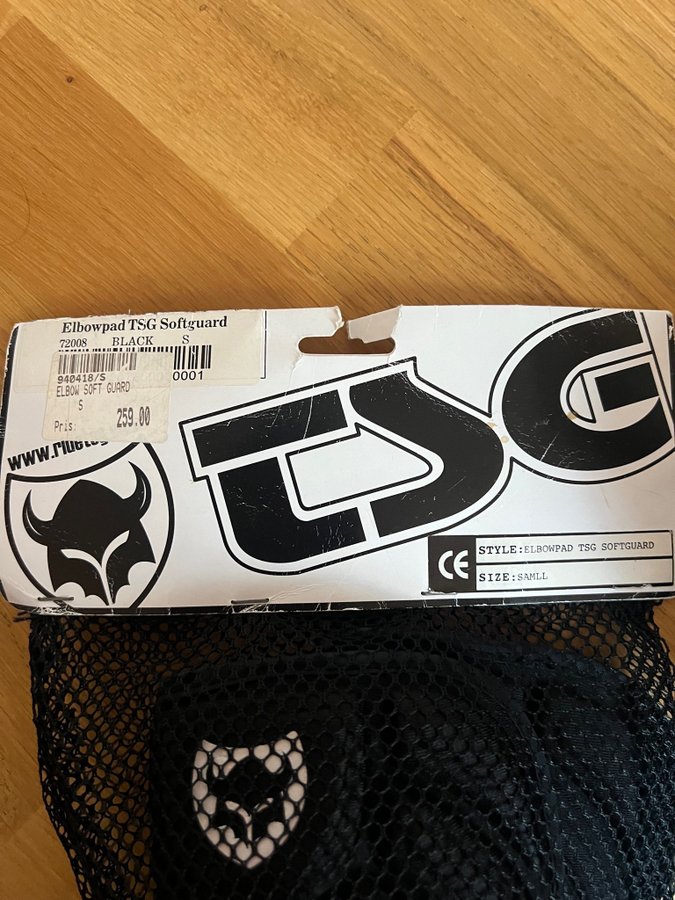 Elbowpad TSG Softguard
72008 BLACK S
0001
940418/S
ELBOW SOFT GUARD
S
Pris: 259.00
www.ridet
TSG
CE
STYLE:ELBOWPAD TSG SOFTGUARD
SIZE:SAMLL